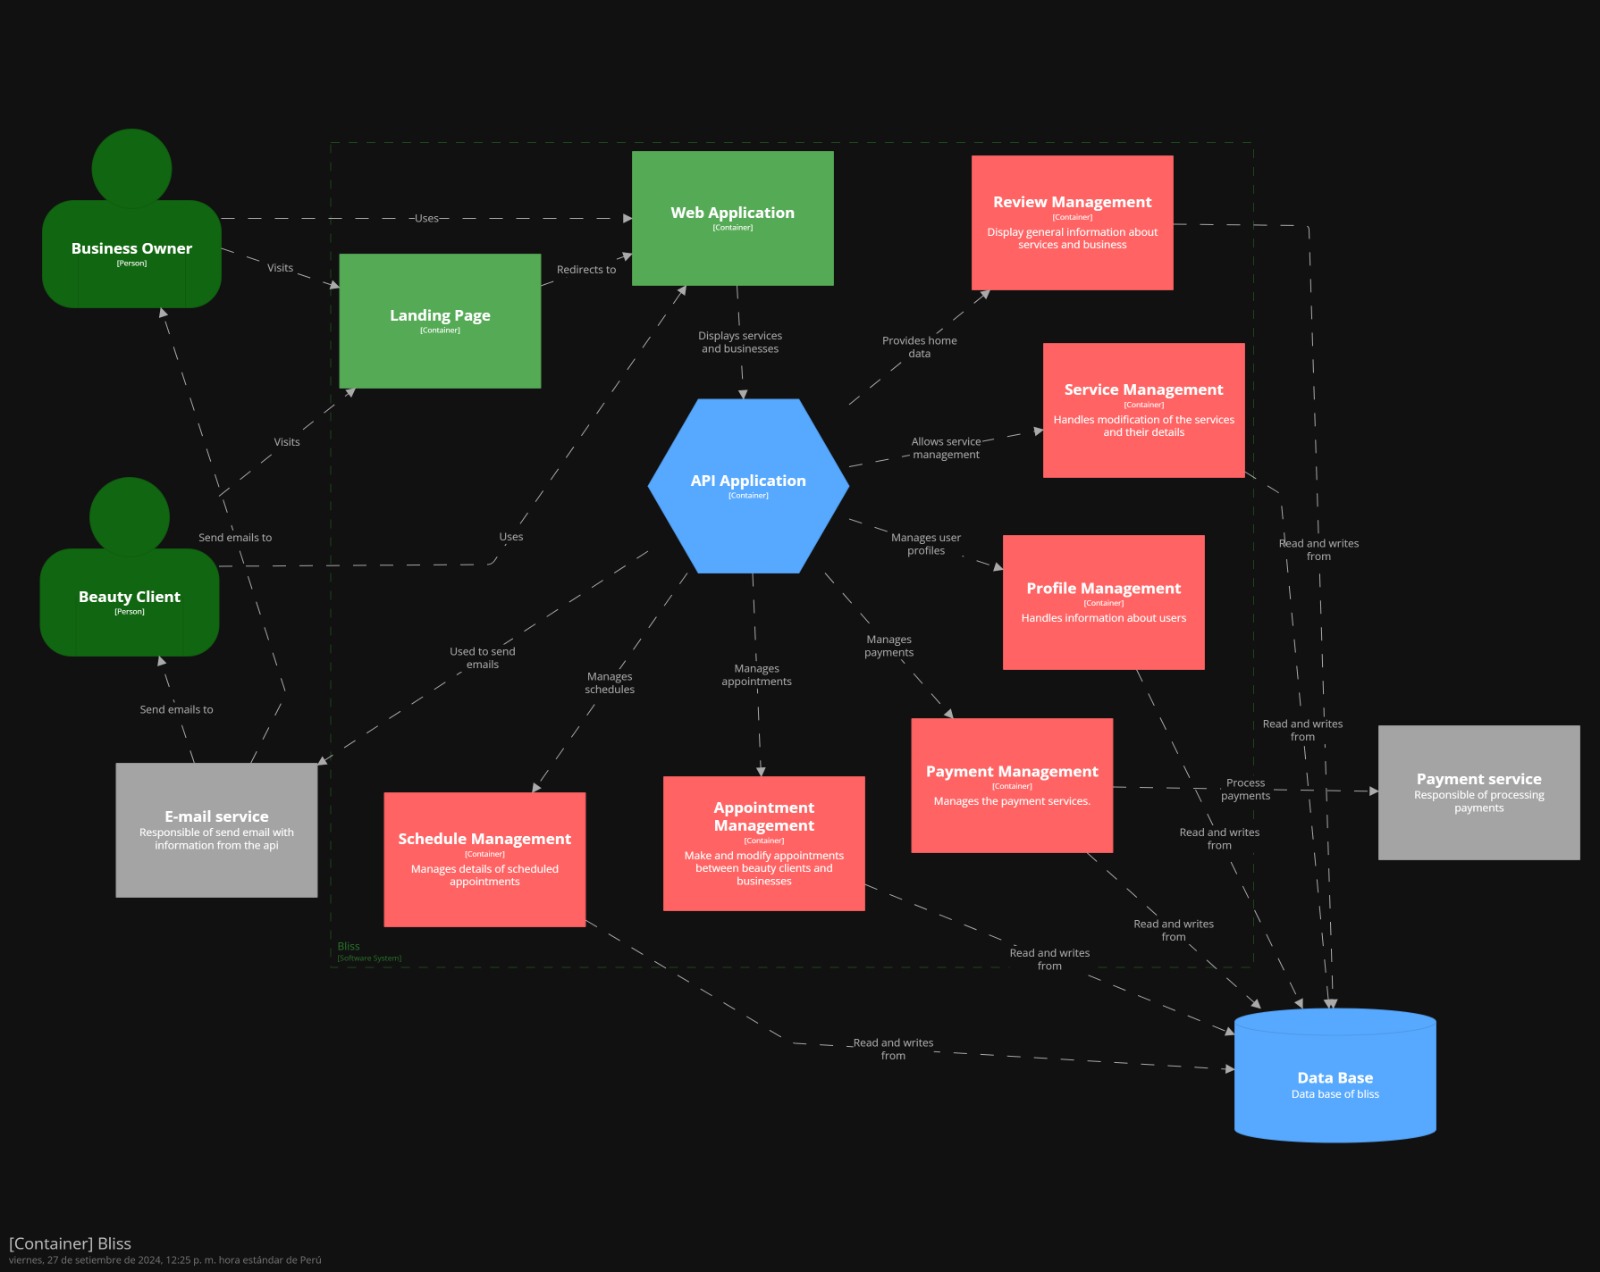 Business Owner
[Person]
Uses
Visits
Landing Page
[Container]
Redirects to
Web Application
[Container]
Displays services
and businesses
Review Management
[Container]
Display general information about
services and business
Provides home
data
Service Management
[Container]
Handles modification of the services
and their details
Allows service
management
API Application
[Container]
Visits
Send emails to
Uses
Manages user
profiles
Read and writes
from
Beauty Client
[Person]
Profile Management
[Container]
Handles information about users
Used to send
emails
Manages
schedules
Manages
appointments
Manages
payments
Send emails to
Read and writes
from
E-mail service
Responsible of send email with
information from the api
Schedule Management
[Container]
Manages details of scheduled
appointments
Appointment
Management
[Container]
Make and modify appointments
between beauty clients and
businesses
Payment Management
[Container]
Manages the payment services.
Process
payments
Payment service
Responsible of processing
payments
Read and writes
from
Read and writes
from
Read and writes
from
Bliss
[Software System]
Read and writes
from
Data Base
Data base of bliss
[Container] Bliss
viernes, 27 de setiembre de 2024, 12:25 p. m. hora estándar de Perú